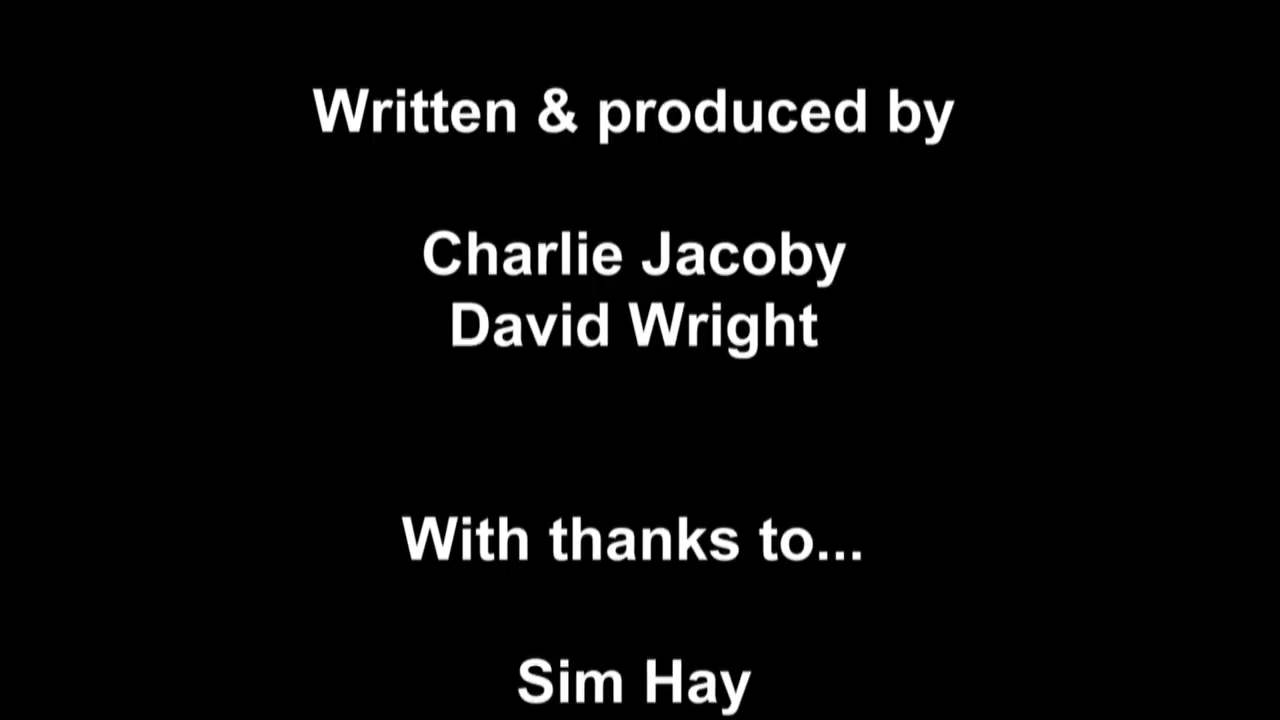 Written & produced by
Charlie Jacoby
David Wright
With thanks to...
Sim Hay